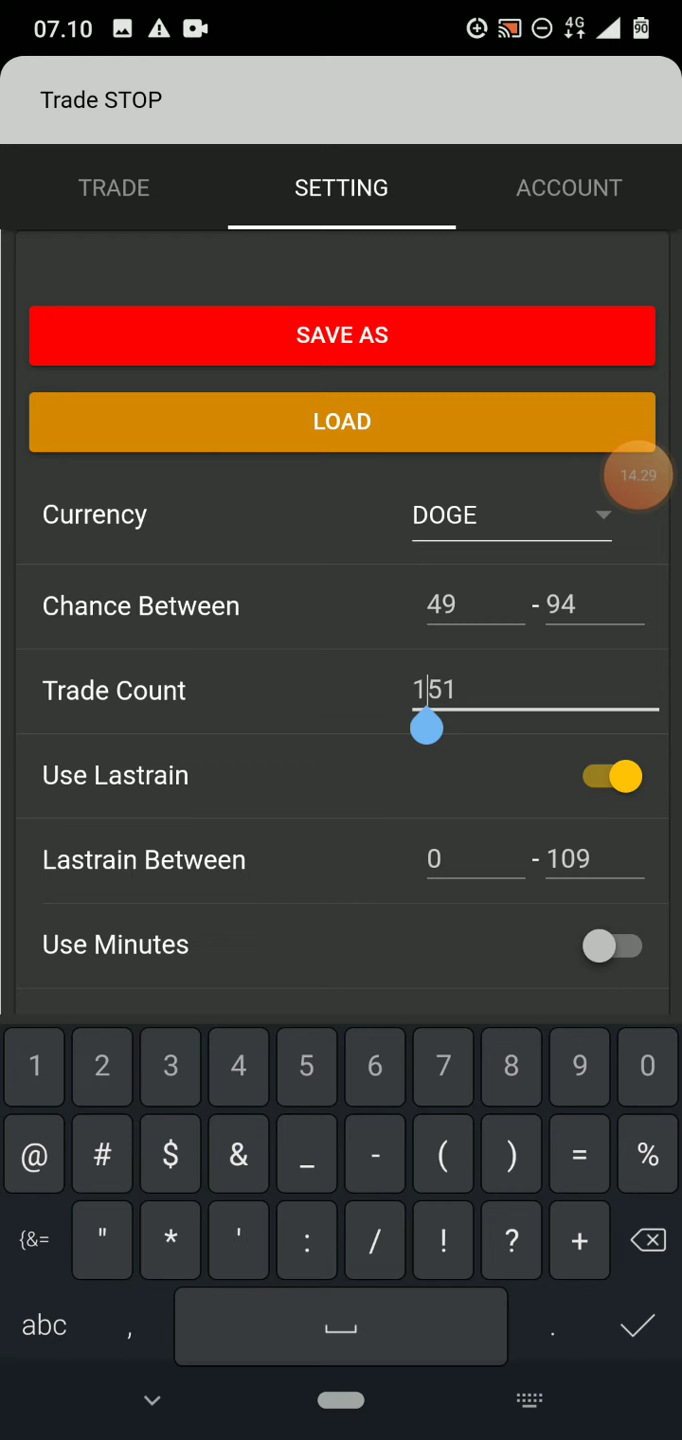 07.10
4G
90
Trade STOP
TRADE SETTING ACCOUNT
SAVE AS
LOAD
14.29
Currency DOGE
Chance Between 49 - 94
Trade Count 151
Use Lastrain
Lastrain Between 0 - 109
Use Minutes
1 2 3 4 5 6 7 8 9 0
@ # $ & _ - ( ) = %
{&= " * ' : / ! ? +
abc , .